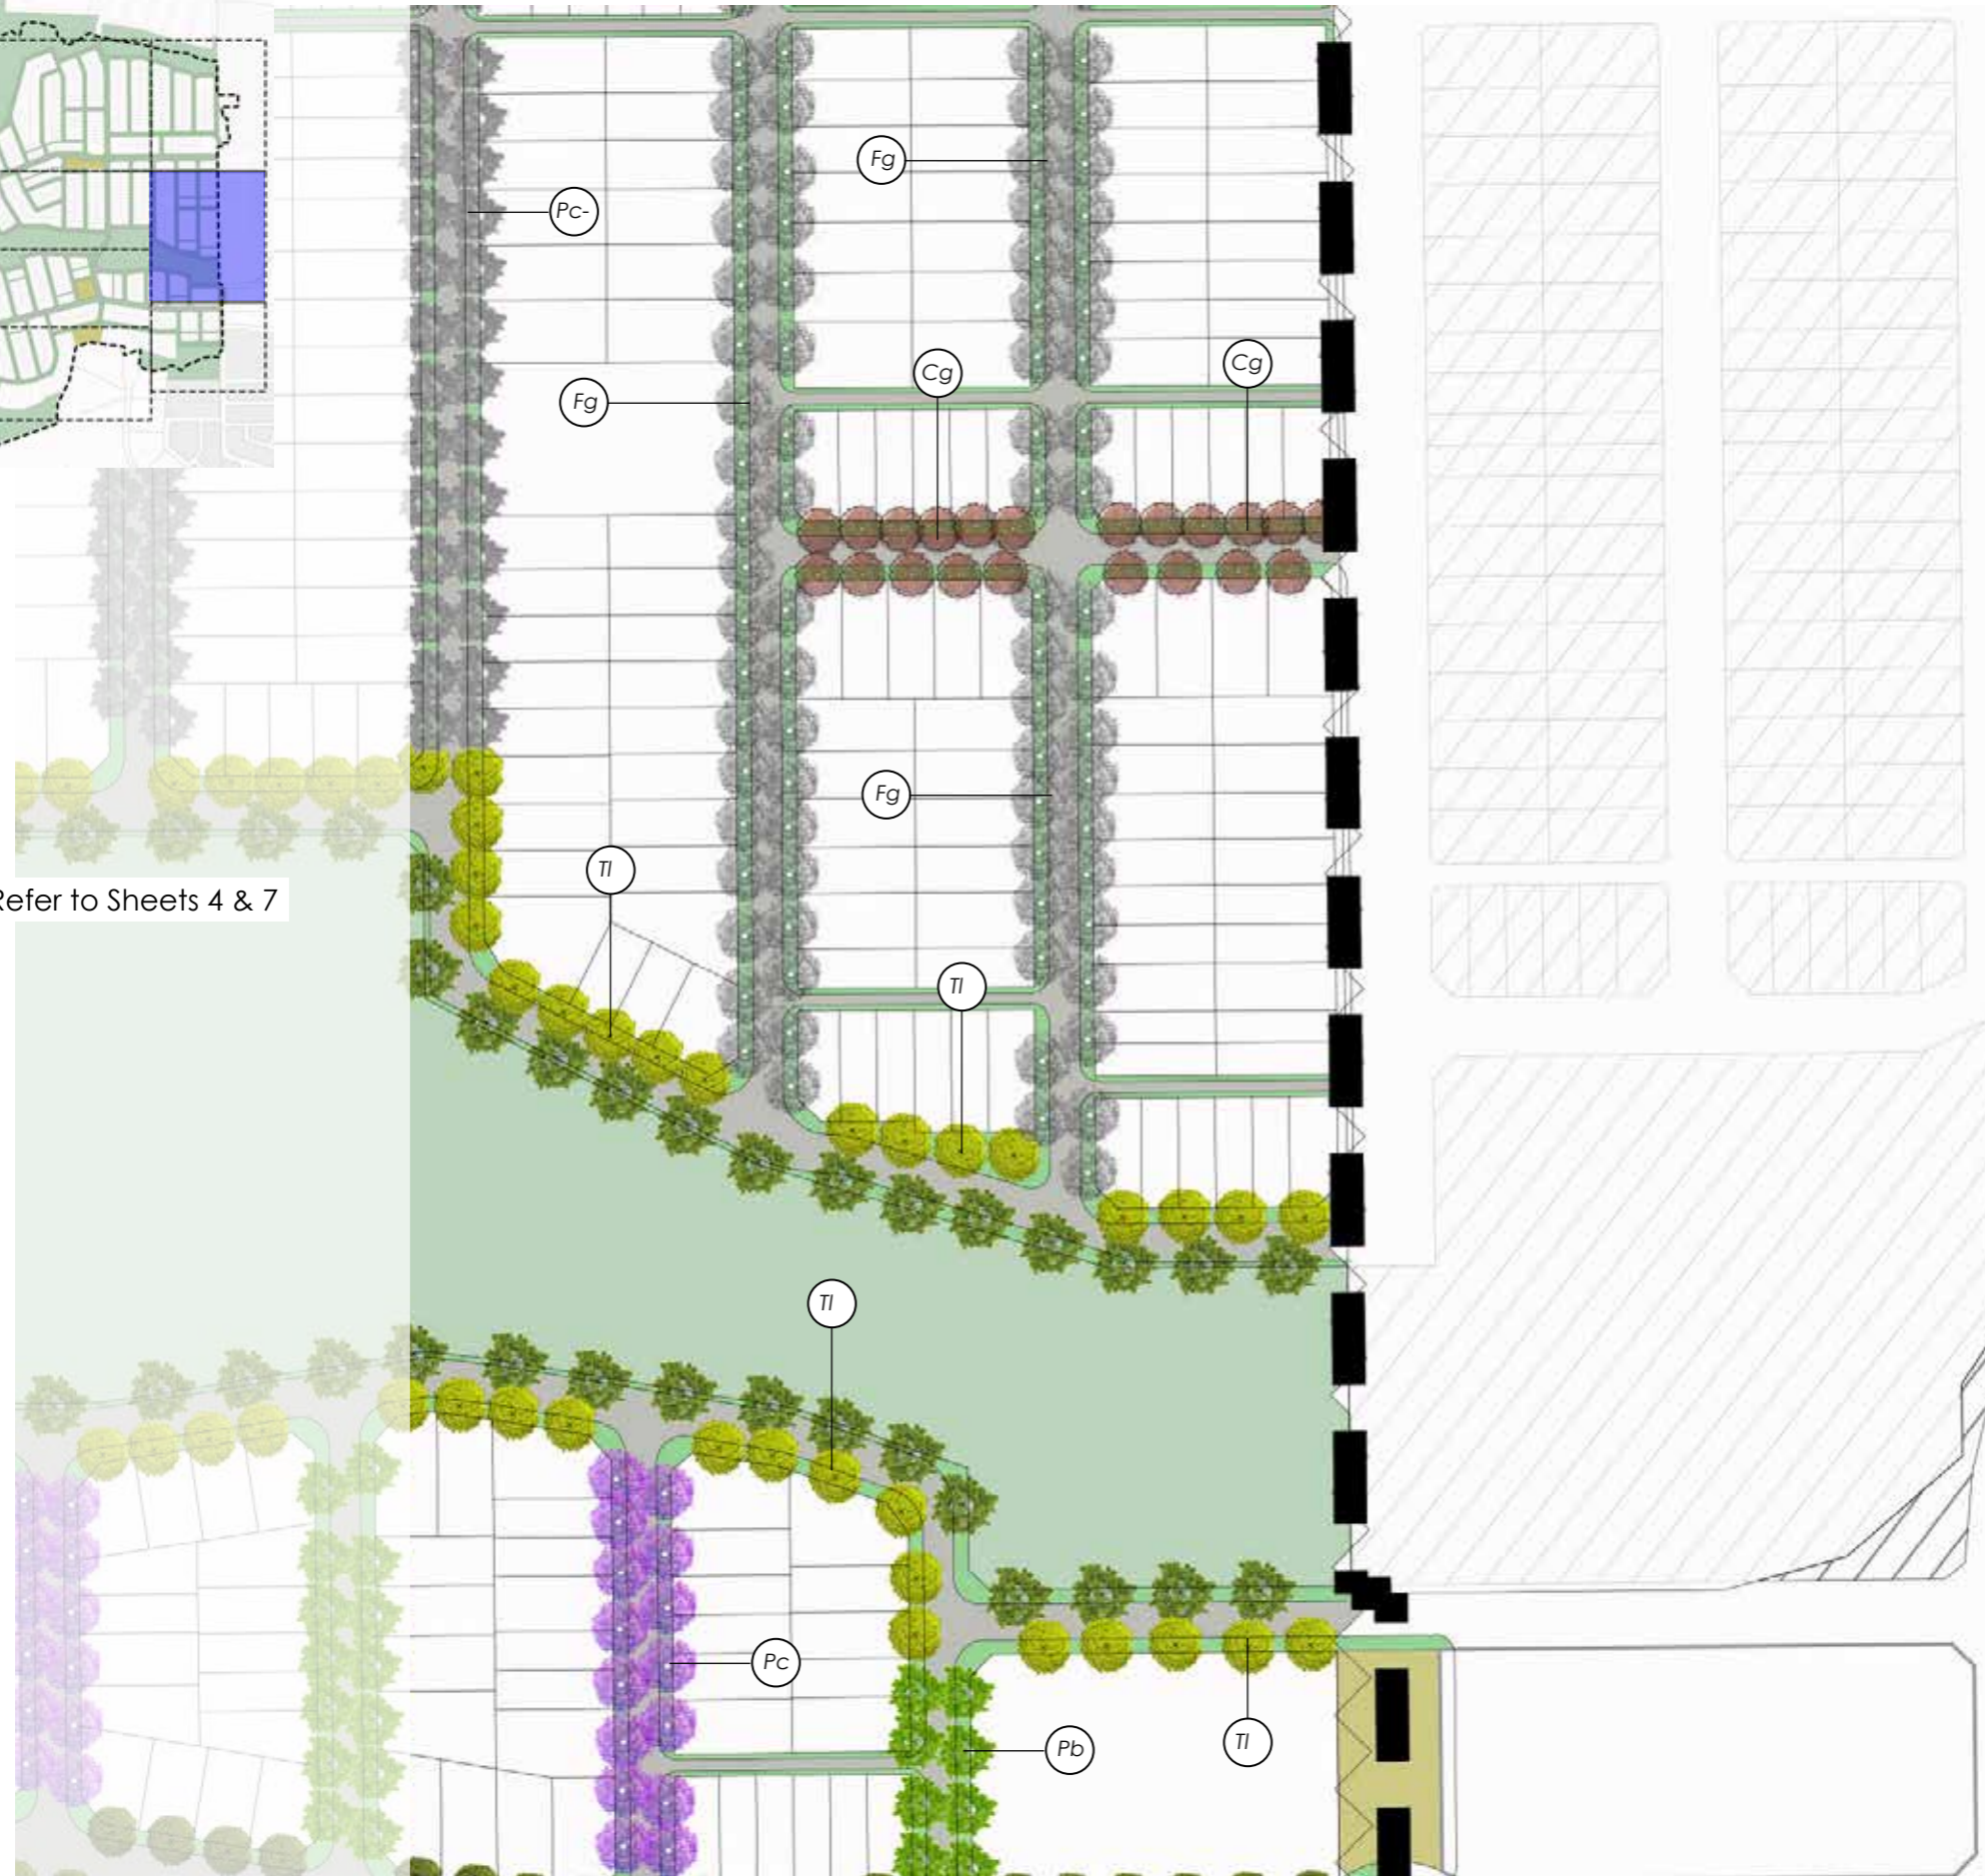 Fg
Pc-
Cg
Cg
Fg
Fg
Tl
Refer to Sheets 4 & 7
Tl
Tl
Pc
Pb
Tl